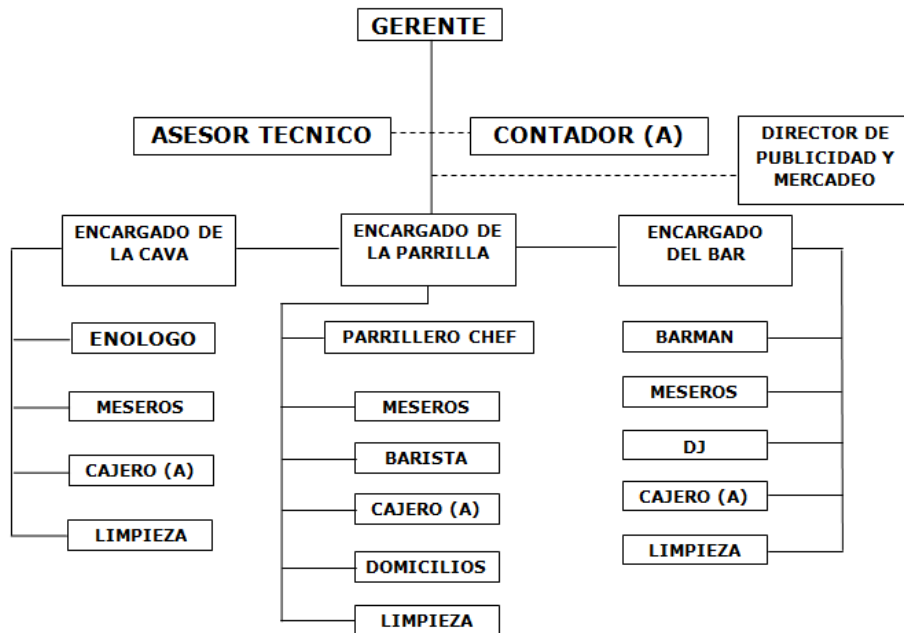 GERENTE
ASESOR TECNICO
CONTADOR (A)
DIRECTOR DE
PUBLICIDAD Y
MERCADEO
ENCARGADO DE
LA CAVA
ENCARGADO DE
LA PARRILLA
ENCARGADO
DEL BAR
ENOLOGO
MESEROS
CAJERO (A)
LIMPIEZA
PARRILLERO CHEF
MESEROS
BARISTA
CAJERO (A)
DOMICILIOS
LIMPIEZA
BARMAN
MESEROS
DJ
CAJERO (A)
LIMPIEZA